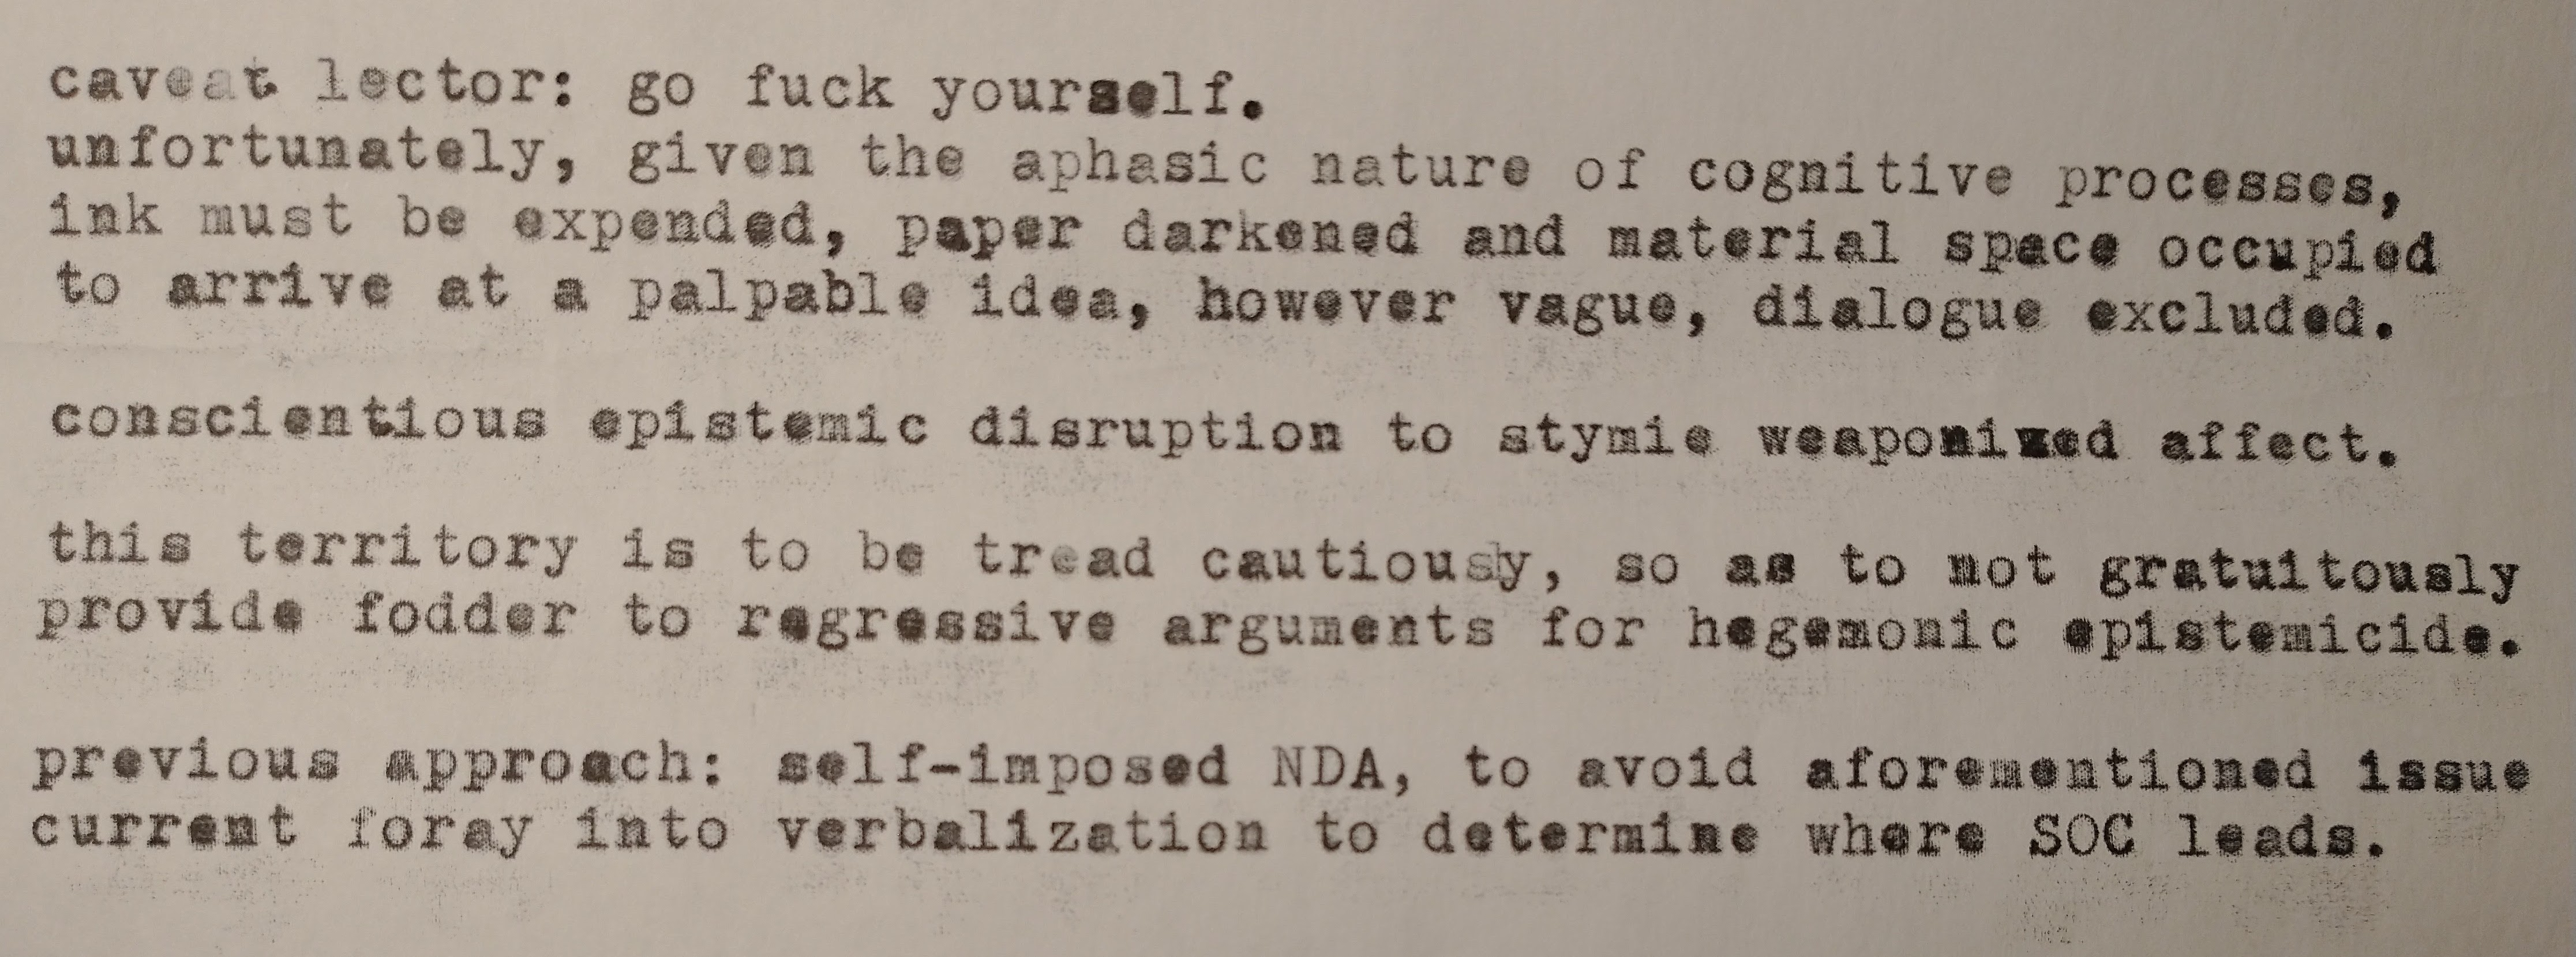 caveat lector: go fuck yourself.
unfortunately, given the aphasic nature of cognitive processes,
ink must be expended, paper darkened and material space occupied
to arrive at a palpable idea, however vague, dialogue excluded.
conscientious epistemic disruption to stymie weaponized affect.
this territory is to be tread cautiousy, so as to not gratuitously
provide fodder to regressive arguments for hegemonic epistemicide.
previous approach: self-imposed NDA, to avoid aforementioned issue
current foray into verbalization to determine where SOC leads.